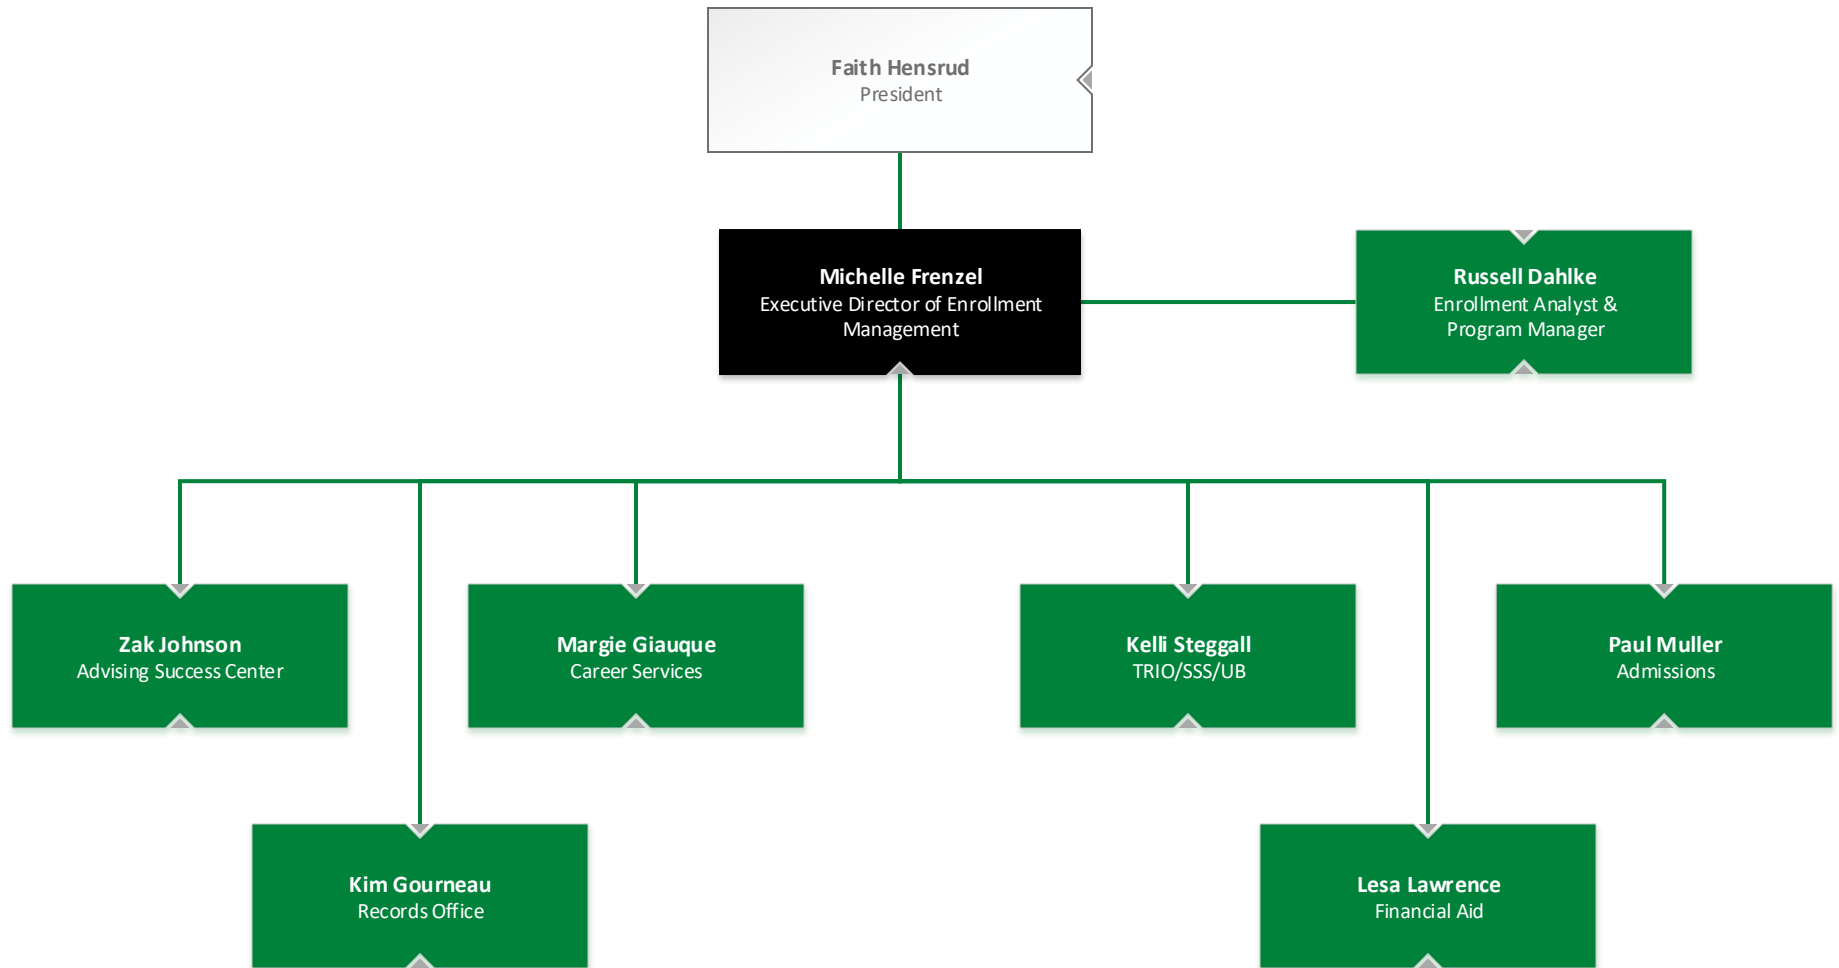 Faith Hensrud
President
Michelle Frenzel
Executive Director of Enrollment
Management
Russell Dahlke
Enrollment Analyst &
Program Manager
Zak Johnson
Advising Success Center
Margie Giauque
Career Services
Kelli Steggall
TRIO/SSS/UB
Paul Muller
Admissions
Kim Gourneau
Records Office
Lesa Lawrence
Financial Aid